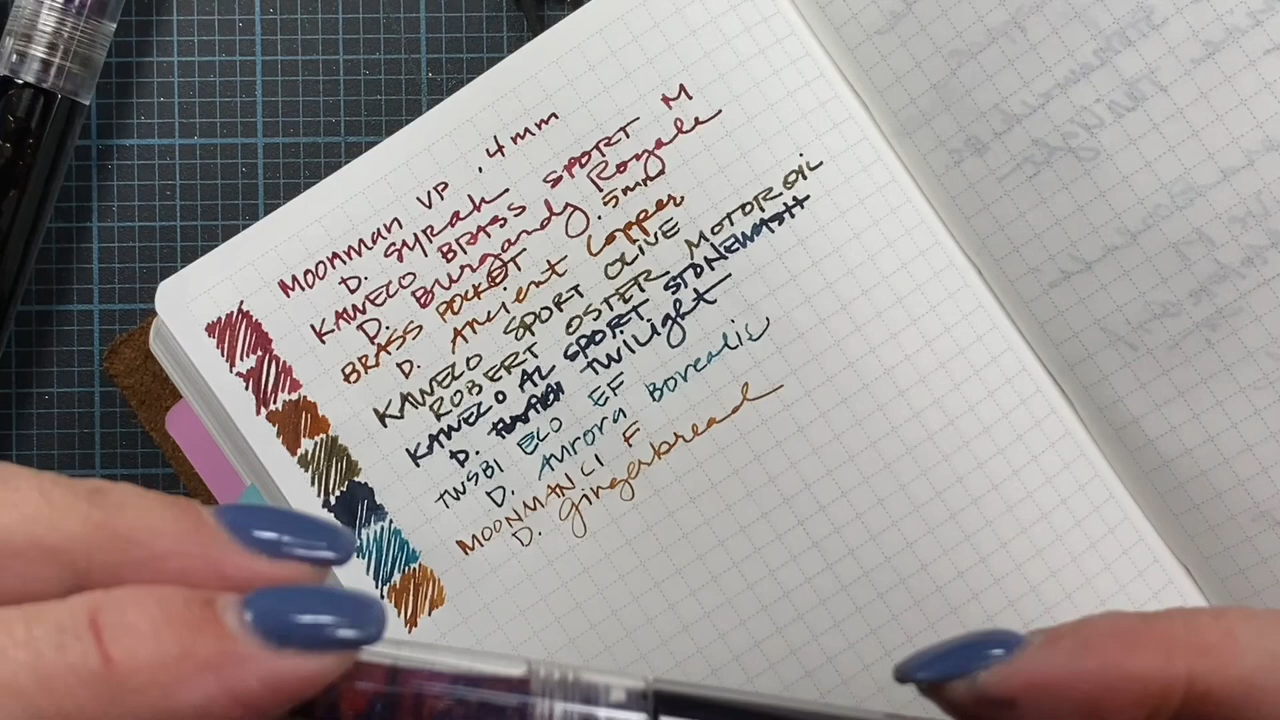 MOONMAN VP .4mm
D. SYRAH
KAWECO BRASS SPORT M
D. Burgandy Royale
BRASS POCKET .5mm
D. Ancient Copper
KAWECO SPORT OLIVE
ROBERT OSTER MOTOR OIL
KAWECO AL SPORT STONEWASH
D. TWILIGHT
TWSBI ECO EF
D. Aurora Borealis
MOONMAN C1 F
D. gingerbread